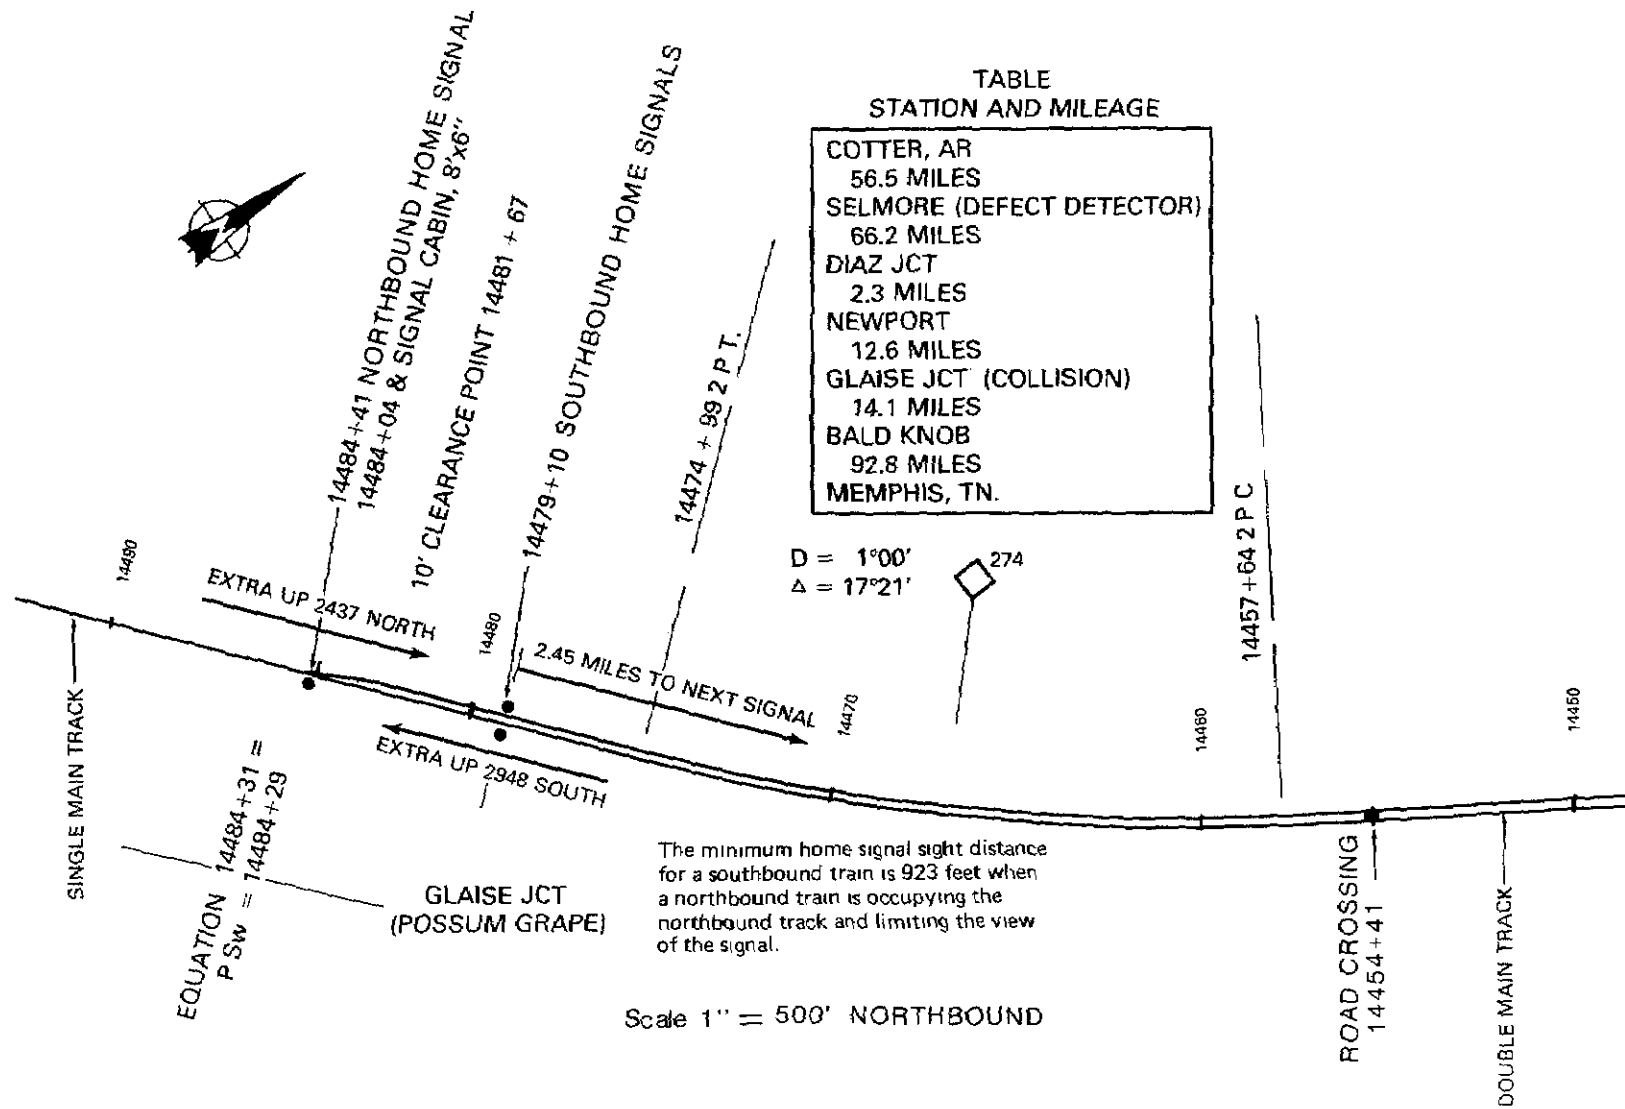 TABLE
STATION AND MILEAGE
COTTER, AR
56.5 MILES
SELMORE (DEFECT DETECTOR)
66.2 MILES
DIAZ JCT
2.3 MILES
NEWPORT
12.6 MILES
GLAISE JCT (COLLISION)
14.1 MILES
BALD KNOB
92.8 MILES
MEMPHIS, TN.
14484+41 NORTHBOUND HOME SIGNAL
14484+04 & SIGNAL CABIN, 8'x6"
10' CLEARANCE POINT 14481 + 67
14479+10 SOUTHBOUND HOME SIGNALS
14474 + 99 2 P T.
D = 1°00'
Δ = 17°21'
274
14457+64 2 P C
14490
EXTRA UP 2437 NORTH
14480
2.45 MILES TO NEXT SIGNAL
14470
14460
14450
EXTRA UP 2948 SOUTH
SINGLE MAIN TRACK
EQUATION 14484+31 =
P Sw = 14484+29
GLAISE JCT
(POSSUM GRAPE)
The minimum home signal sight distance
for a southbound train is 923 feet when
a northbound train is occupying the
northbound track and limiting the view
of the signal.
ROAD CROSSING
14454+41
DOUBLE MAIN TRACK
Scale 1'' = 500' NORTHBOUND